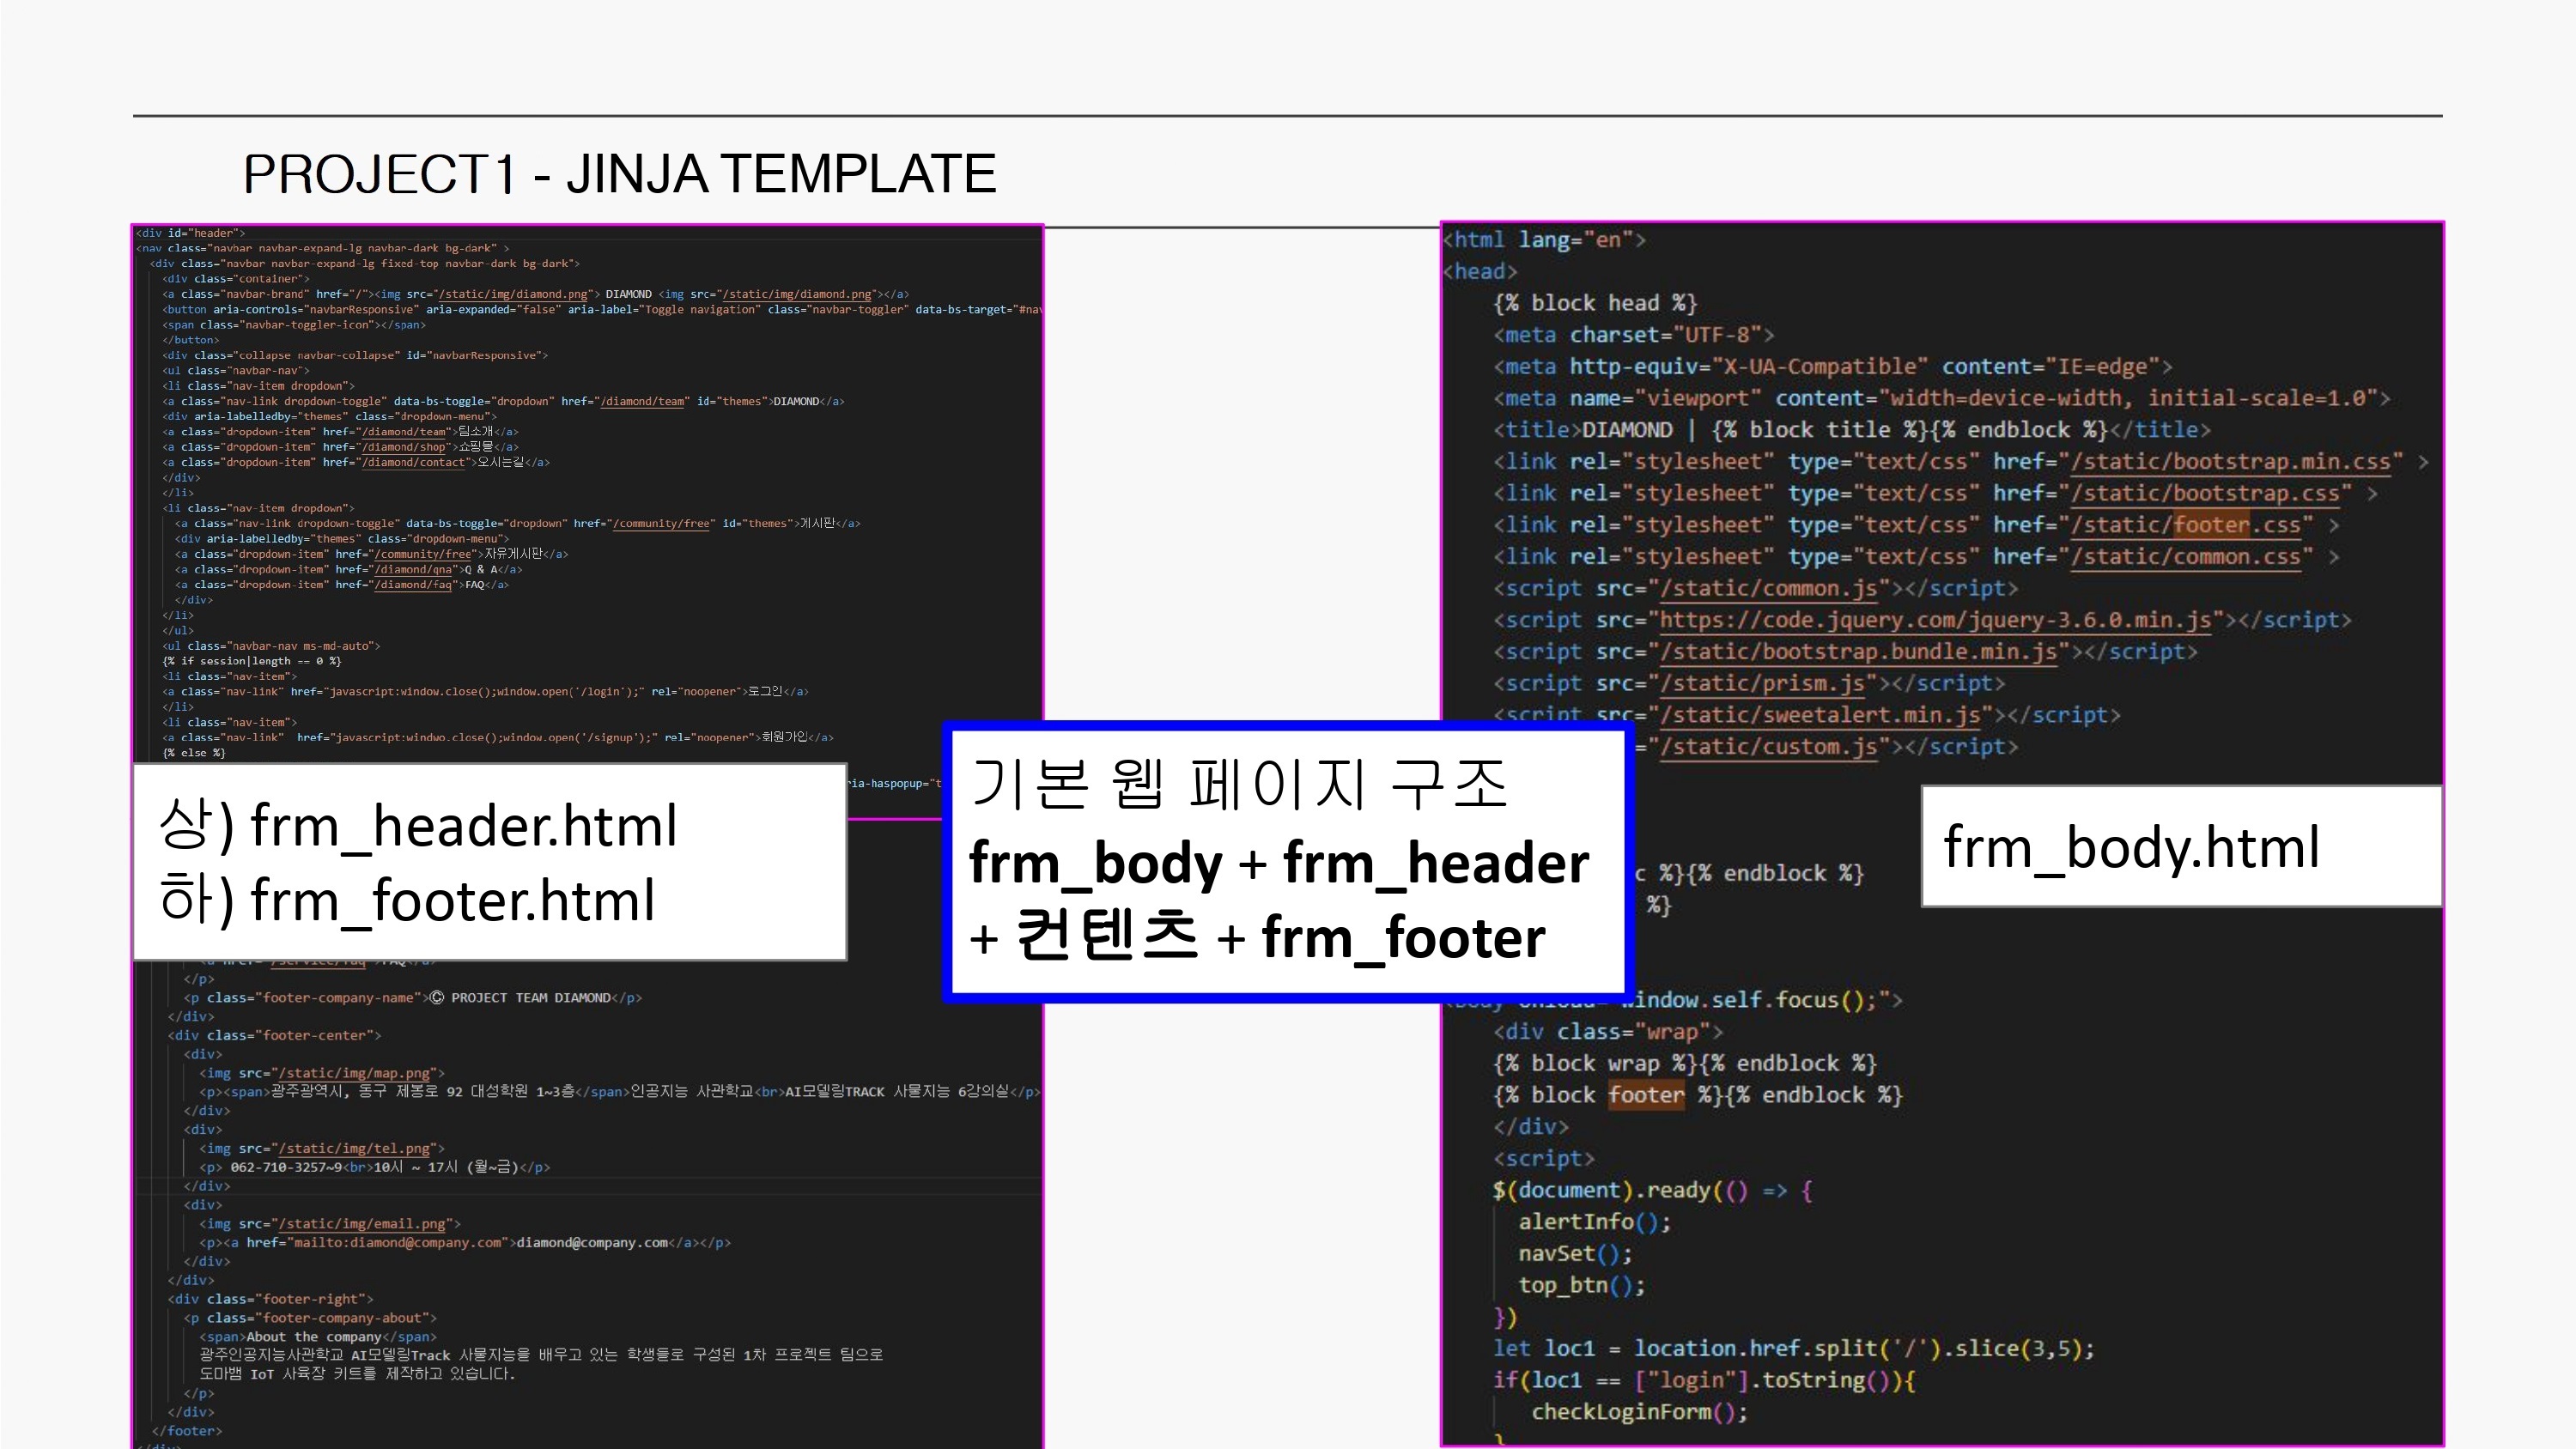 PROJECT1 - JINJA TEMPLATE
<div id="header">
<nav class="navbar navbar-expand-lg navbar-dark bg-dark" >
<div class="navbar navbar-expand-lg fixed-top navbar-dark bg-dark">
<div class="container">
<a class="navbar-brand" href="/"><img src="/static/img/diamond.png"> DIAMOND <img src="/static/img/diamond.png"></a>
<button aria-controls="navbarResponsive" aria-expanded="false" aria-label="Toggle navigation" class="navbar-toggler" data-bs-target="#nav
<span class="navbar-toggler-icon"></span>
</button>
<div class="collapse navbar-collapse" id="navbarResponsive">
<ul class="navbar-nav">
<li class="nav-item dropdown">
<a class="nav-link dropdown-toggle" data-bs-toggle="dropdown" href="/diamond/team" id="themes">DIAMOND</a>
<div aria-labelledby="themes" class="dropdown-menu">
<a class="dropdown-item" href="/diamond/team">팀소개</a>
<a class="dropdown-item" href="/diamond/shop">쇼핑몰</a>
<a class="dropdown-item" href="/diamond/contact">오시는길</a>
</div>
</li>
<li class="nav-item dropdown">
<a class="nav-link dropdown-toggle" data-bs-toggle="dropdown" href="/community/free" id="themes">게시판</a>
<div aria-labelledby="themes" class="dropdown-menu">
<a class="dropdown-item" href="/community/free">자유게시판</a>
<a class="dropdown-item" href="/diamond/qna">Q & A</a>
<a class="dropdown-item" href="/diamond/faq">FAQ</a>
</div>
</li>
</ul>
<ul class="navbar-nav ms-md-auto">
{% if session|length == 0 %}
<li class="nav-item">
<a class="nav-link" href="javascript:window.close();window.open('/login');" rel="noopener">로그인</a>
</li>
<li class="nav-item">
<a class="nav-link"  href="javascript:windwo.close();window.open('/signup');" rel="noopener">회원가입</a>
{% else %}
ria-haspopup="t
상) frm_header.html
하) frm_footer.html
</p>
<p class="footer-company-name">© PROJECT TEAM DIAMOND</p>
</div>
<div class="footer-center">
<div>
<img src="/static/img/map.png">
<p><span>광주광역시, 동구 제봉로 92 대성학원 1~3층</span>인공지능 사관학교<br>AI모델링TRACK 사물지능 6강의실</p>
</div>
<div>
<img src="/static/img/tel.png">
<p> 062-710-3257~9<br>10시 ~ 17시 (월~금)</p>
</div>
<div>
<img src="/static/img/email.png">
<p><a href="mailto:diamond@company.com">diamond@company.com</a></p>
</div>
</div>
<div class="footer-right">
<p class="footer-company-about">
<span>About the company</span>
광주인공지능사관학교 AI모델링Track 사물지능을 배우고 있는 학생들로 구성된 1차 프로젝트 팀으로
도마뱀 IoT 사육장 키트를 제작하고 있습니다.
</p>
</div>
</footer>
기본 웹 페이지 구조
frm_body + frm_header
+ 컨텐츠 + frm_footer
<html lang="en">
<head>
{% block head %}
<meta charset="UTF-8">
<meta http-equiv="X-UA-Compatible" content="IE=edge">
<meta name="viewport" content="width=device-width, initial-scale=1.0">
<title>DIAMOND | {% block title %}{% endblock %}</title>
<link rel="stylesheet" type="text/css" href="/static/bootstrap.min.css" >
<link rel="stylesheet" type="text/css" href="/static/bootstrap.css" >
<link rel="stylesheet" type="text/css" href="/static/footer.css" >
<link rel="stylesheet" type="text/css" href="/static/common.css" >
<script src="/static/common.js"></script>
<script src="https://code.jquery.com/jquery-3.6.0.min.js"></script>
<script src="/static/bootstrap.bundle.min.js"></script>
<script src="/static/prism.js"></script>
<script src="/static/sweetalert.min.js"></script>
="/static/custom.js"></script>
frm_body.html
c %}{% endblock %}
%}
window.self.focus();">
<div class="wrap">
{% block wrap %}{% endblock %}
{% block footer %}{% endblock %}
</div>
<script>
$(document).ready(() => {
alertInfo();
navSet();
top_btn();
})
let loc1 = location.href.split('/').slice(3,5);
if(loc1 == ["login"].toString()){
checkLoginForm();
}